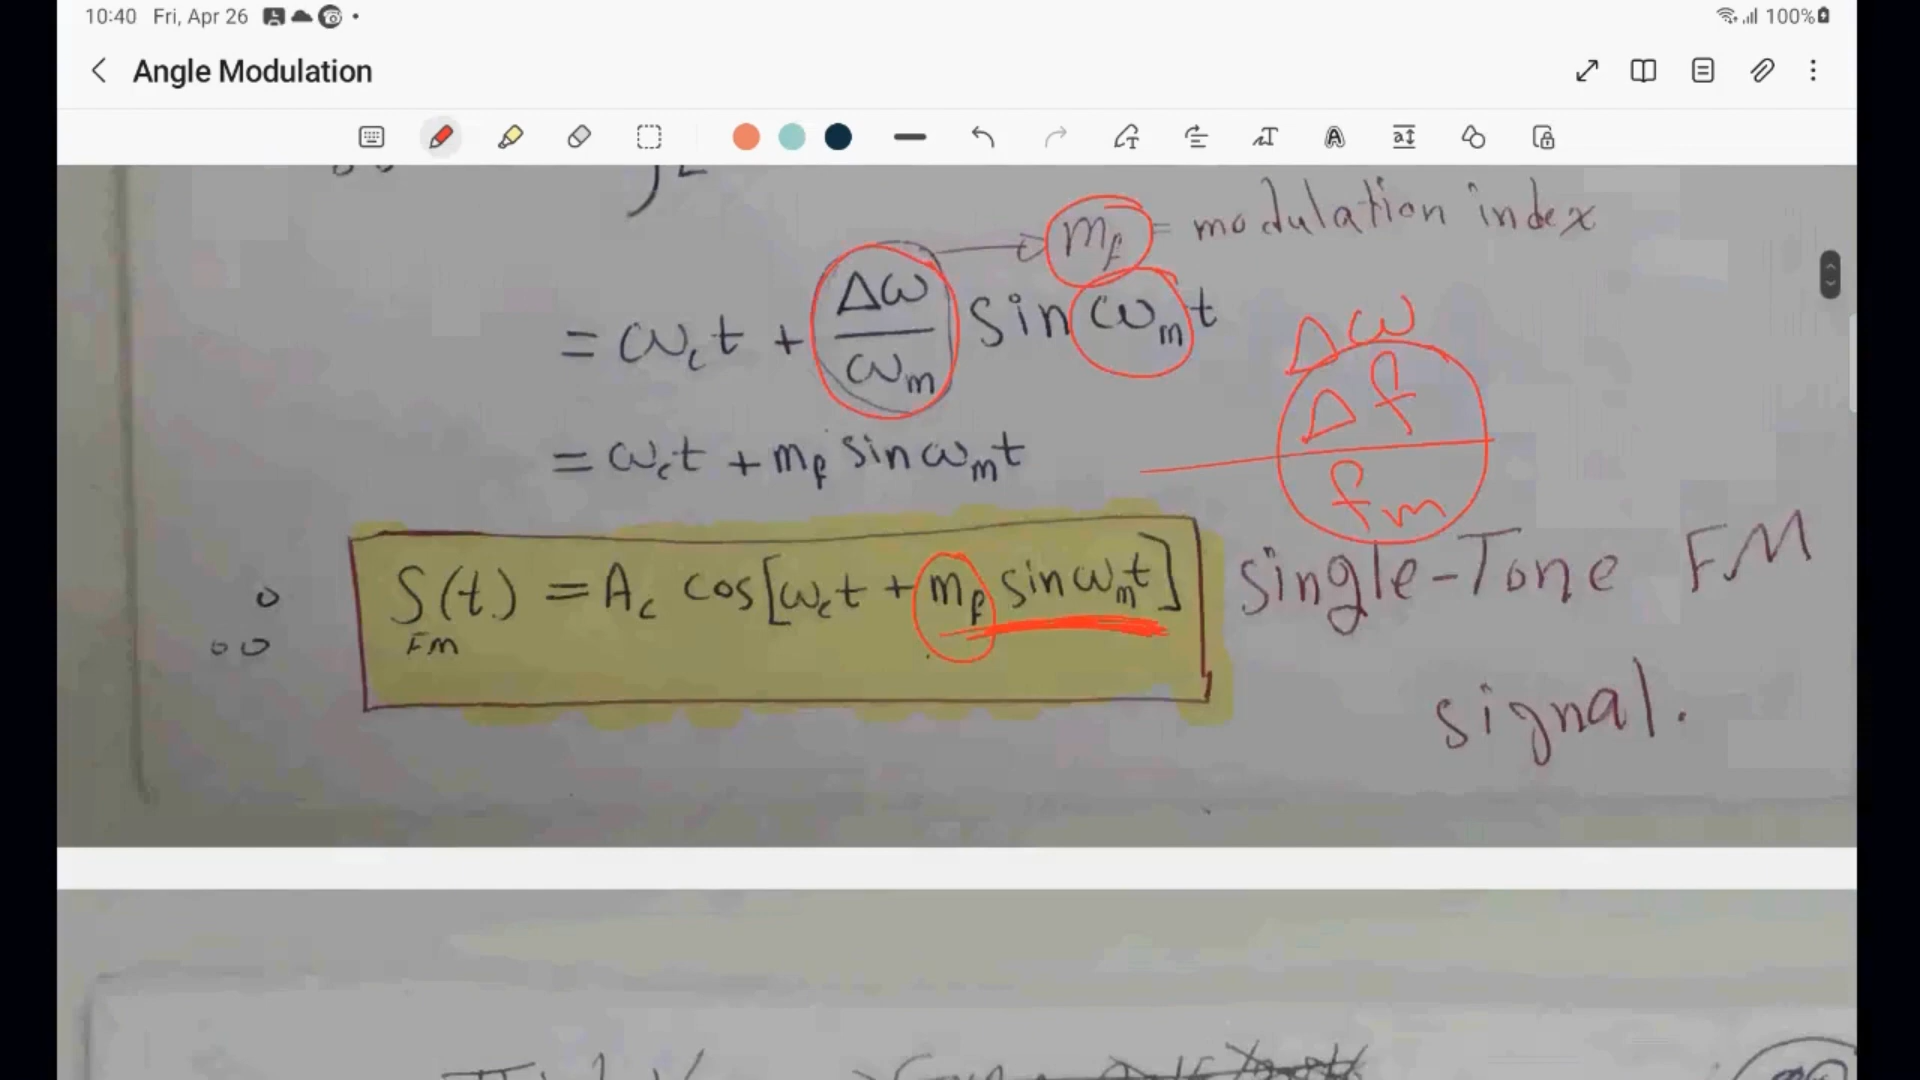 10:40 Fri, Apr 26
100%
Angle Modulation
m_f = modulation index
= ω_c t + Δω/ω_m sin ω_m t
Δω
Δf
f_m
= ω_c t + m_f sin ω_m t
∴ S(t)_FM = A_c cos[ω_c t + m_f sin ω_m t] single-Tone FM
signal.